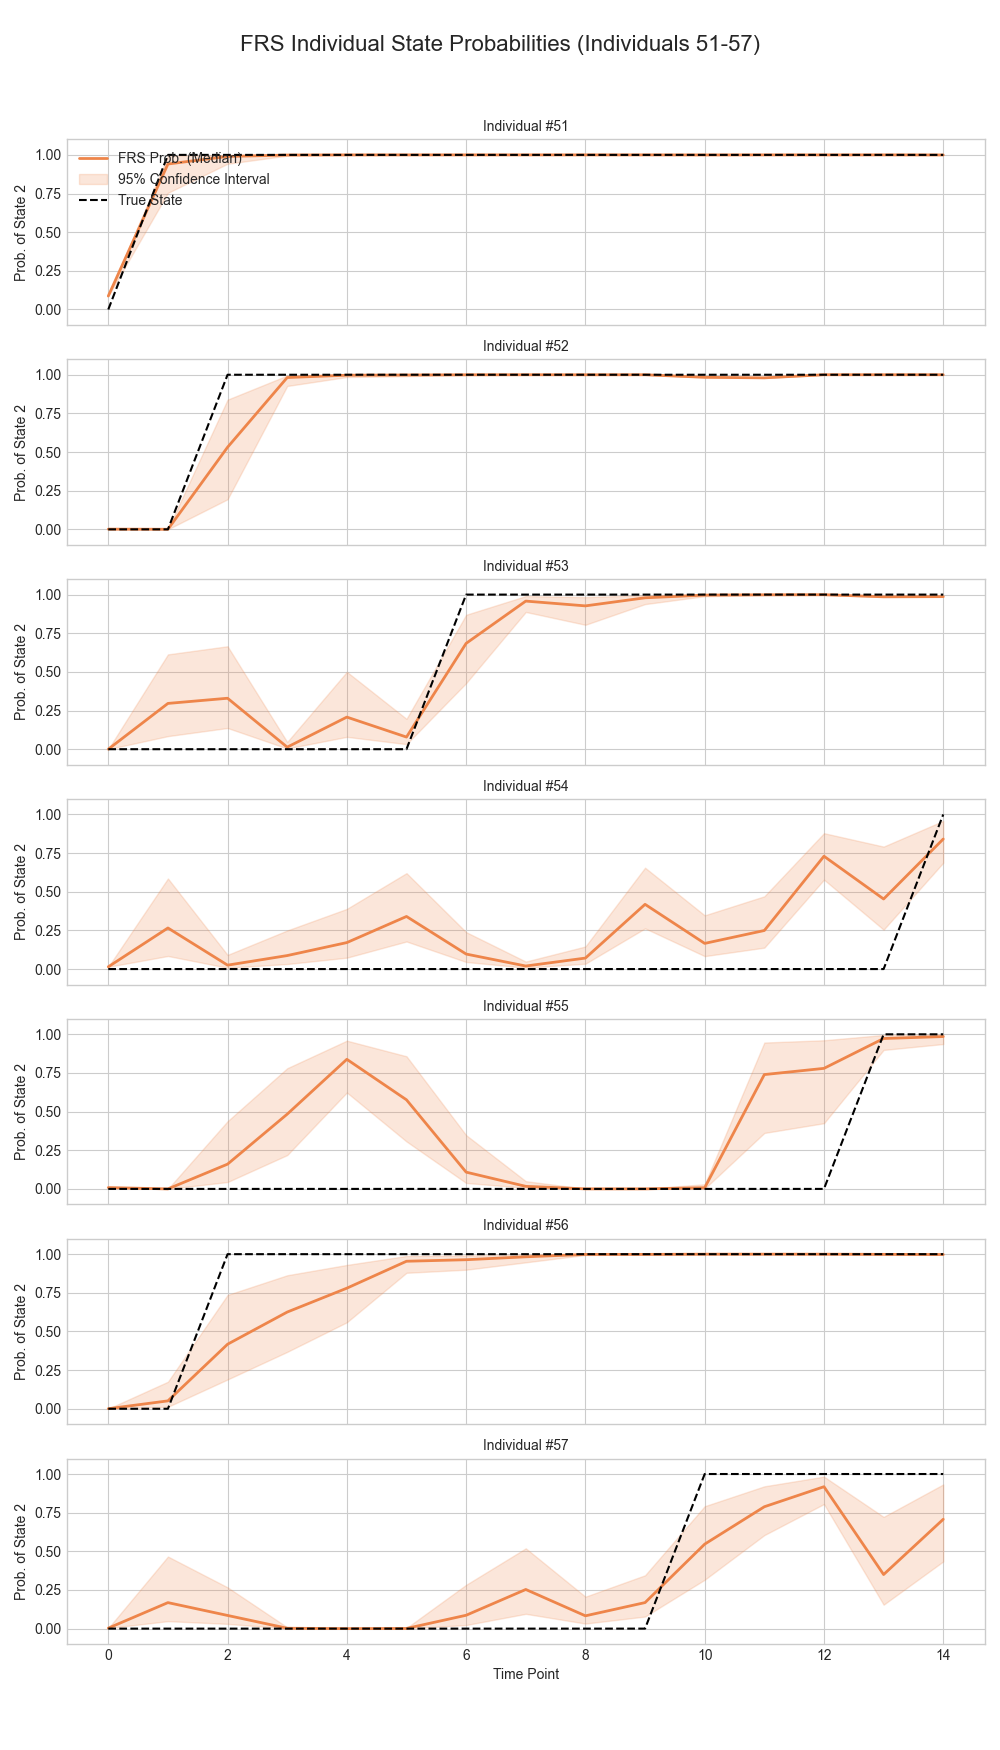 FRS Individual State Probabilities (Individuals 51-57)
Individual #51
Prob. of State 2
1.00
0.75
0.50
0.25
0.00
FRS Prob. (Median)
95% Confidence Interval
True State
Individual #52
Prob. of State 2
1.00
0.75
0.50
0.25
0.00
Individual #53
Prob. of State 2
1.00
0.75
0.50
0.25
0.00
Individual #54
Prob. of State 2
1.00
0.75
0.50
0.25
0.00
Individual #55
Prob. of State 2
1.00
0.75
0.50
0.25
0.00
Individual #56
Prob. of State 2
1.00
0.75
0.50
0.25
0.00
Individual #57
Prob. of State 2
1.00
0.75
0.50
0.25
0.00
0 2 4 6 8 10 12 14
Time Point